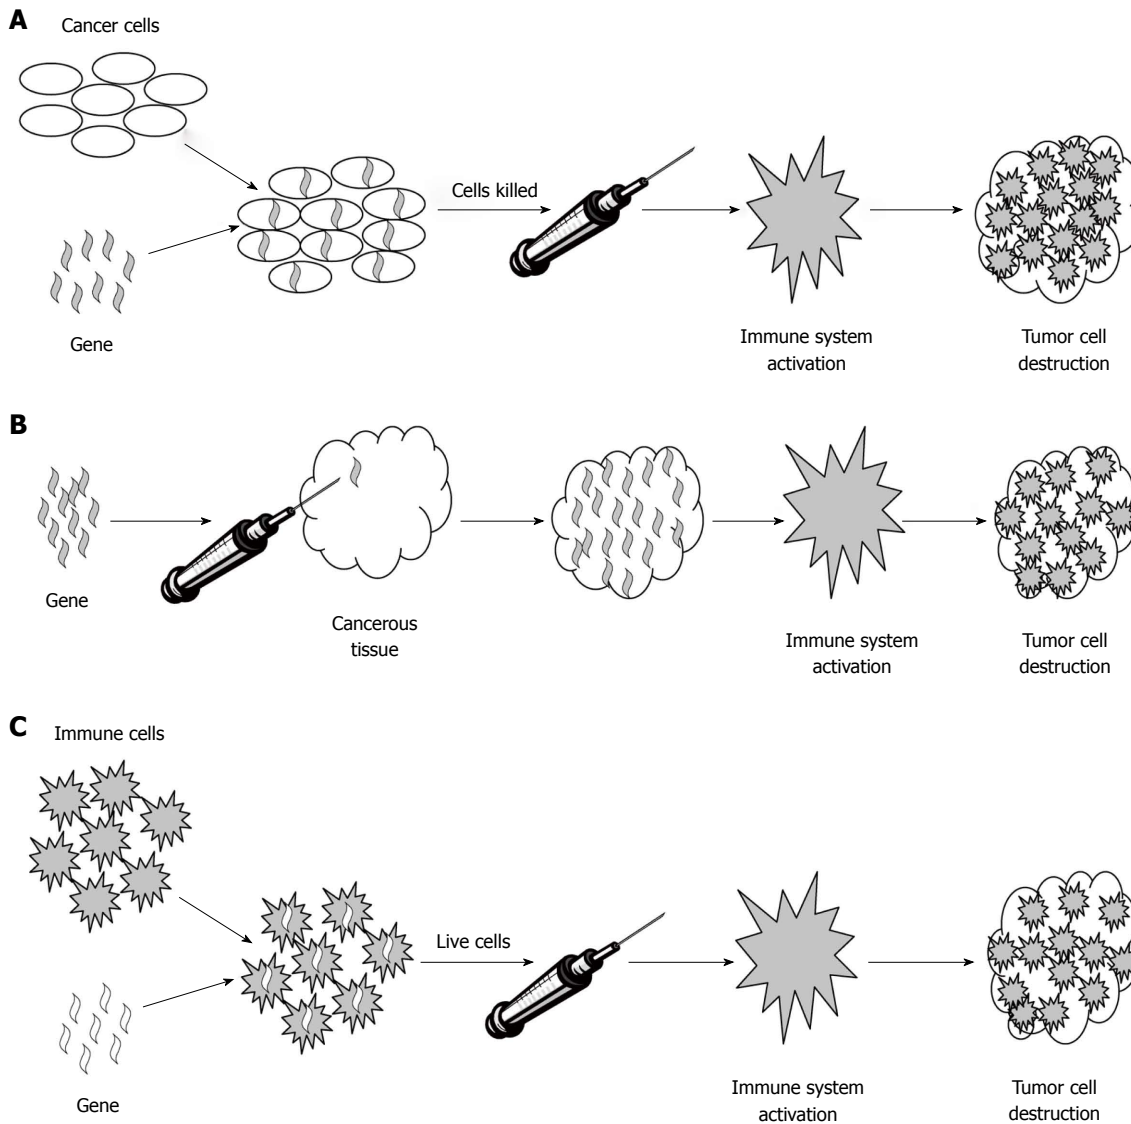 A
Cancer cells
Cells killed
Gene
Immune system
activation
Tumor cell
destruction
B
Gene
Cancerous
tissue
Immune system
activation
Tumor cell
destruction
C
Immune cells
Live cells
Gene
Immune system
activation
Tumor cell
destruction